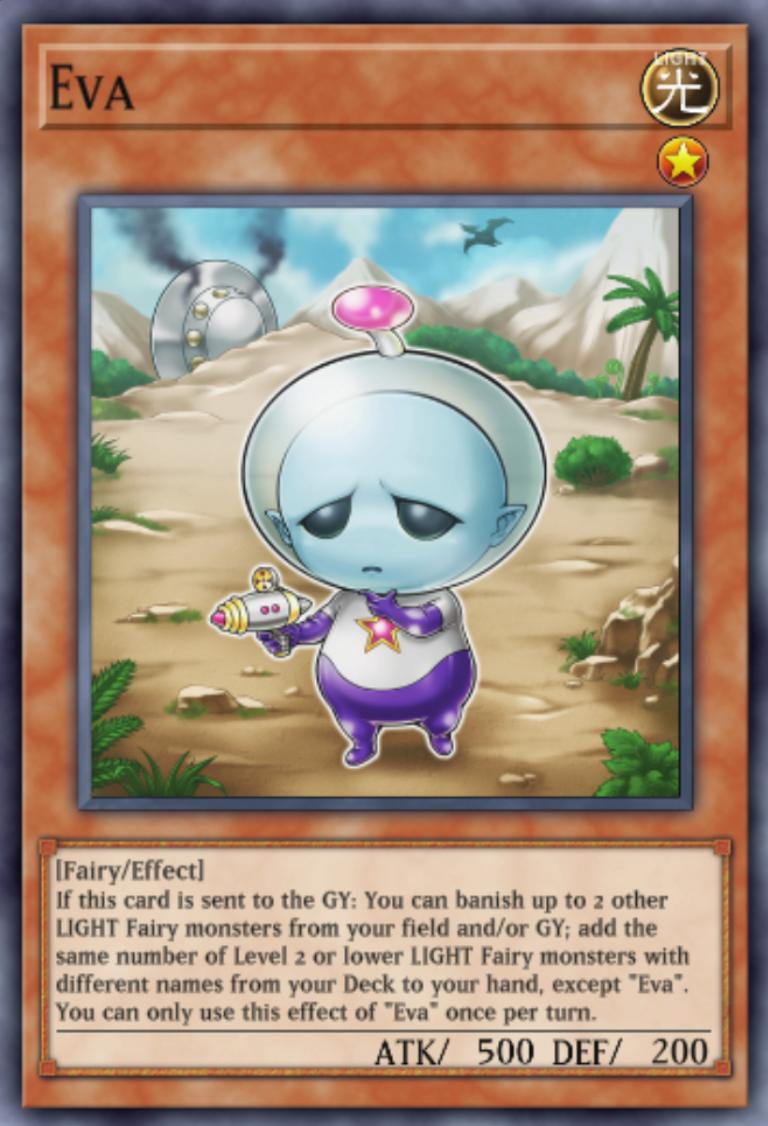 Eva
LIGHT
光
[Fairy/Effect]
If this card is sent to the GY: You can banish up to 2 other
LIGHT Fairy monsters from your field and/or GY; add the
same number of Level 2 or lower LIGHT Fairy monsters with
different names from your Deck to your hand, except "Eva".
You can only use this effect of "Eva" once per turn.
ATK/ 500 DEF/ 200